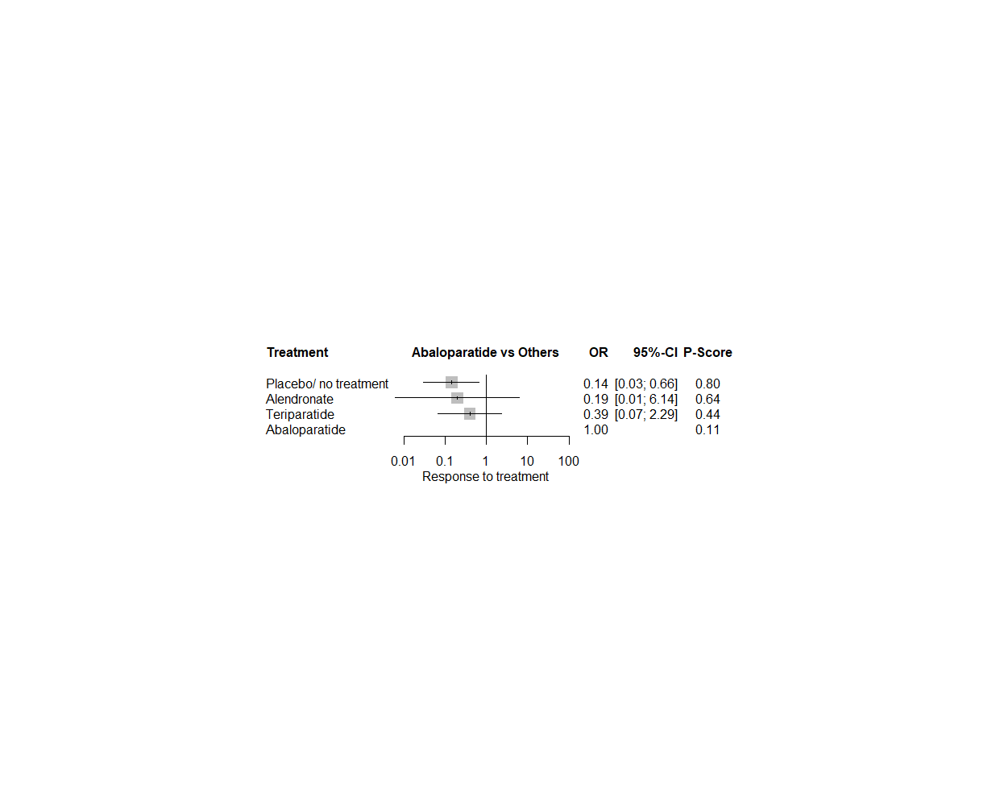 Treatment Abaloparatide vs Others OR 95%-CI P-Score
Placebo/ no treatment 0.14 [0.03; 0.66] 0.80
Alendronate 0.19 [0.01; 6.14] 0.64
Teriparatide 0.39 [0.07; 2.29] 0.44
Abaloparatide 1.00 0.11
0.01 0.1 1 10 100
Response to treatment